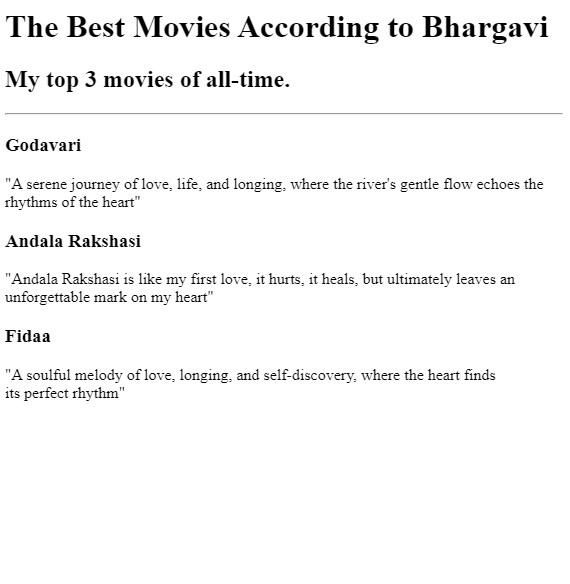 The Best Movies According to Bhargavi
My top 3 movies of all-time.
Godavari
"A serene journey of love, life, and longing, where the river's gentle flow echoes the
rhythms of the heart"
Andala Rakshasi
"Andala Rakshasi is like my first love, it hurts, it heals, but ultimately leaves an
unforgettable mark on my heart"
Fidaa
"A soulful melody of love, longing, and self-discovery, where the heart finds
its perfect rhythm"